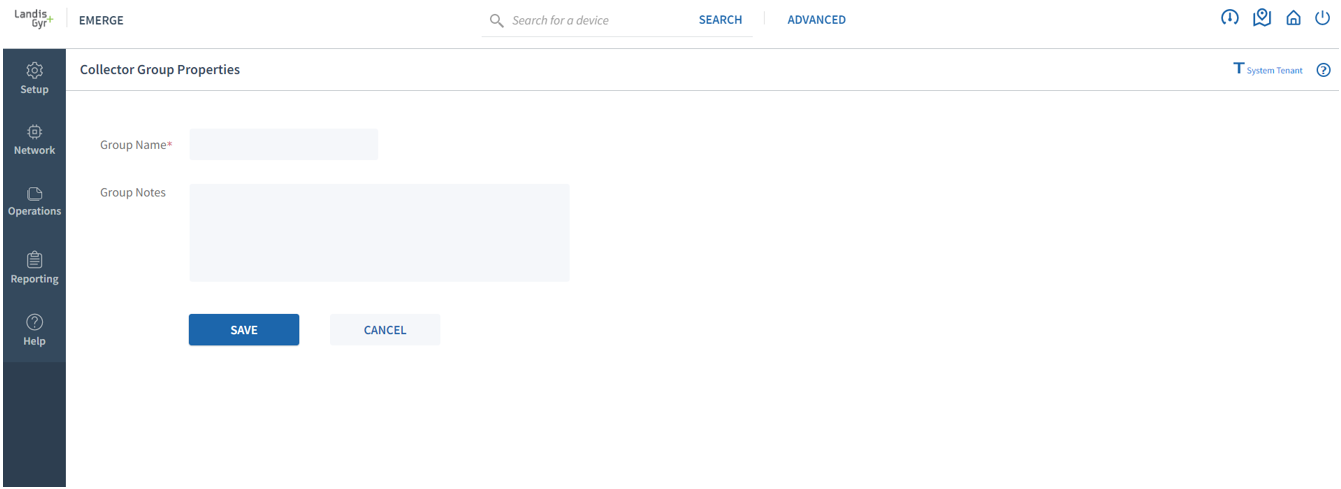 Landis+
Gyr
EMERGE
Search for a device
SEARCH
ADVANCED
Collector Group Properties
T System Tenant
?
Setup
Network
Operations
Reporting
?
Help
Group Name*
Group Notes
SAVE
CANCEL